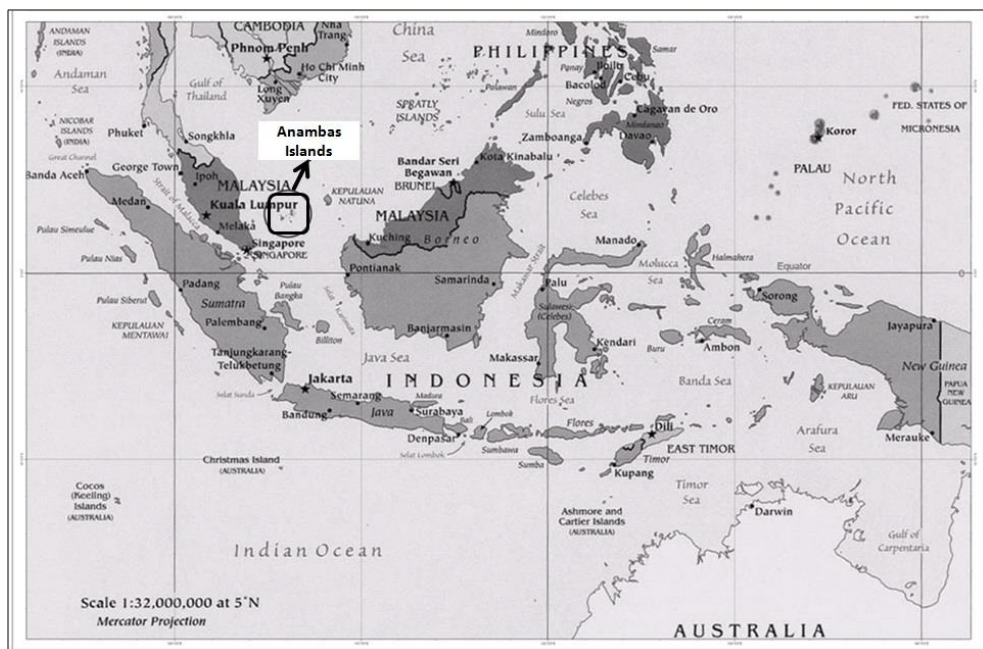 CAMBODIA
Nha
Trang
Phnom Penh
Ho Chi Minh
City
Long
Xuyen
ANDAMAN
ISLANDS
(INDIA)
Andaman
Sea
Gulf of
Thailand
China
Sea
PHILIPPINES
Mindoro
Panay
Iloilo
Samar
Bacolod
Cebu
Palawan
Negros
Sulu Sea
Cagayan de Oro
Mindanao
Davao
Zamboanga
SPRATLY
ISLANDS
FED. STATES OF
MICRONESIA
Koror
PALAU
North
Pacific
Ocean
NICOBAR
ISLANDS
(INDIA)
Phuket
Songkhla
Great Channel
Banda Aceh
George Town
Ipoh
MALAYSIA
Kuala Lumpur
Medan
Strait of Malacca
Melaka
Singapore
SINGAPORE
Anambas
Islands
KEPULAUAN
NATUNA
Bandar Seri
Begawan
BRUNEI
Kota Kinabalu
MALAYSIA
Kuching
Borneo
Celebes
Sea
Pulau Simeulue
Pulau Nias
Padang
Pulau Siberut
Sumatra
KEPULAUAN
MENTAWAI
Palembang
Pulau
Bangka
Billiton
Selat Karimata
Pontianak
Samarinda
Banjarmasin
Makassar Strait
Manado
Molucca
Sea
Halmahera
Equator
0
Palu
Sulawesi
(Celebes)
Sorong
Ceram
Buru
Ambon
Kendari
Makassar
Jayapura
New Guinea
PAPUA
NEW
GUINEA
Tanjungkarang-
Telukbetung
Java Sea
INDONESIA
Banda Sea
KEPULAUAN
ARU
Selat Sunda
Jakarta
Semarang
Madura
Bandung
Java
Surabaya
Bali
Lombok
Flores Sea
Flores
Denpasar
Selat Lombok
Sumbawa
Sumba
Dili
EAST TIMOR
Timor
Kupang
Arafura
Sea
Merauke
Christmas Island
(AUSTRALIA)
Cocos
(Keeling)
Islands
(AUSTRALIA)
Timor
Sea
Ashmore and
Cartier Islands
(AUSTRALIA)
Darwin
Gulf of
Carpentaria
Indian Ocean
Scale 1:32,000,000 at 5°N
Mercator Projection
AUSTRALIA